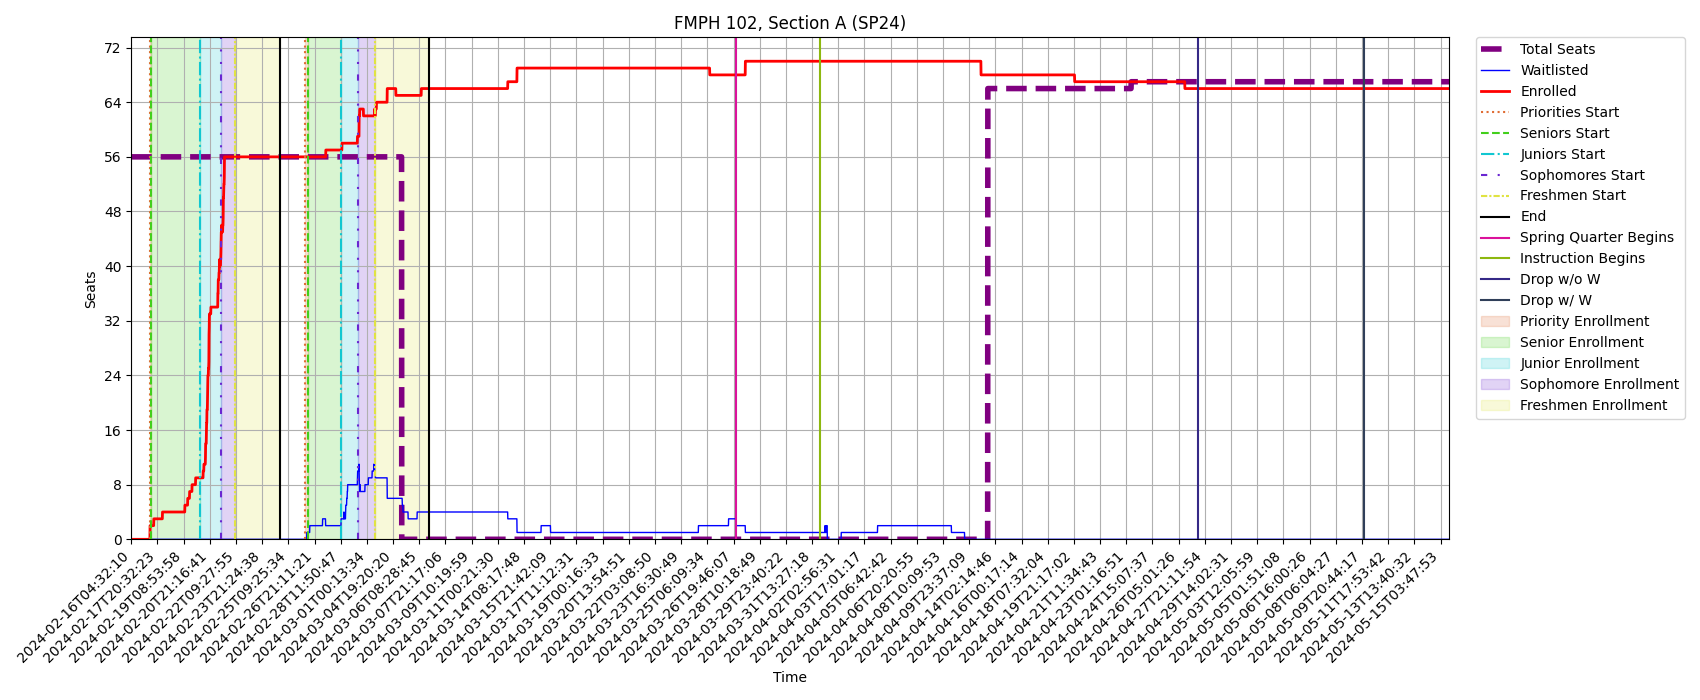 FMPH 102, Section A (SP24)
72
64
56
48
40
32
24
16
8
0
Seats
2024-02-16T04:32:10
2024-02-17T20:32:23
2024-02-19T08:53:58
2024-02-20T21:16:41
2024-02-22T09:27:55
2024-02-23T21:24:38
2024-02-25T09:25:34
2024-02-26T21:11:21
2024-02-28T11:50:47
2024-03-01T00:13:34
2024-03-04T19:20:20
2024-03-06T08:28:45
2024-03-07T21:17:06
2024-03-09T10:19:59
2024-03-11T00:21:30
2024-03-14T08:17:48
2024-03-15T21:42:09
2024-03-17T11:12:31
2024-03-19T00:16:33
2024-03-20T13:54:51
2024-03-22T03:08:50
2024-03-23T16:30:49
2024-03-25T06:09:34
2024-03-26T19:46:07
2024-03-28T10:18:49
2024-03-29T23:40:22
2024-03-31T13:27:18
2024-04-02T02:56:31
2024-04-03T17:01:17
2024-04-05T06:42:42
2024-04-06T20:20:55
2024-04-08T10:09:53
2024-04-09T23:37:09
2024-04-14T02:14:46
2024-04-16T00:17:14
2024-04-18T07:32:04
2024-04-19T21:17:02
2024-04-21T11:34:43
2024-04-23T01:16:51
2024-04-24T15:07:37
2024-04-26T05:01:26
2024-04-27T21:11:54
2024-04-29T14:02:31
2024-05-03T12:05:59
2024-05-05T01:51:08
2024-05-06T16:00:26
2024-05-08T06:04:27
2024-05-09T20:44:17
2024-05-11T17:53:42
2024-05-13T13:40:32
2024-05-15T03:47:53
Time
Total Seats
Waitlisted
Enrolled
Priorities Start
Seniors Start
Juniors Start
Sophomores Start
Freshmen Start
End
Spring Quarter Begins
Instruction Begins
Drop w/o W
Drop w/ W
Priority Enrollment
Senior Enrollment
Junior Enrollment
Sophomore Enrollment
Freshmen Enrollment